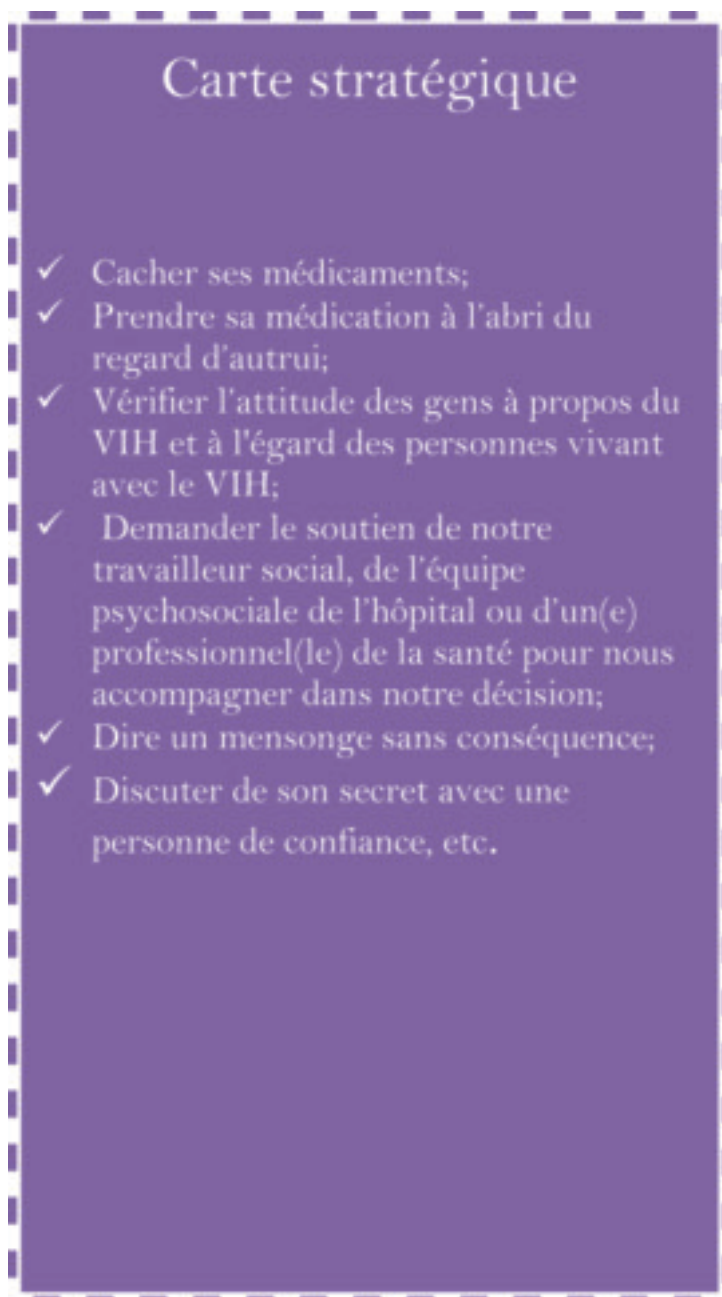 Carte stratégique
✓ Cacher ses médicaments;
✓ Prendre sa médication à l'abri du
regard d'autrui;
✓ Vérifier l'attitude des gens à propos du
VIH et à l'égard des personnes vivant
avec le VIH;
✓ Demander le soutien de notre
travailleur social, de l'équipe
psychosociale de l'hôpital ou d'un(e)
professionnel(le) de la santé pour nous
accompagner dans notre décision;
✓ Dire un mensonge sans conséquence;
✓ Discuter de son secret avec une
personne de confiance, etc.